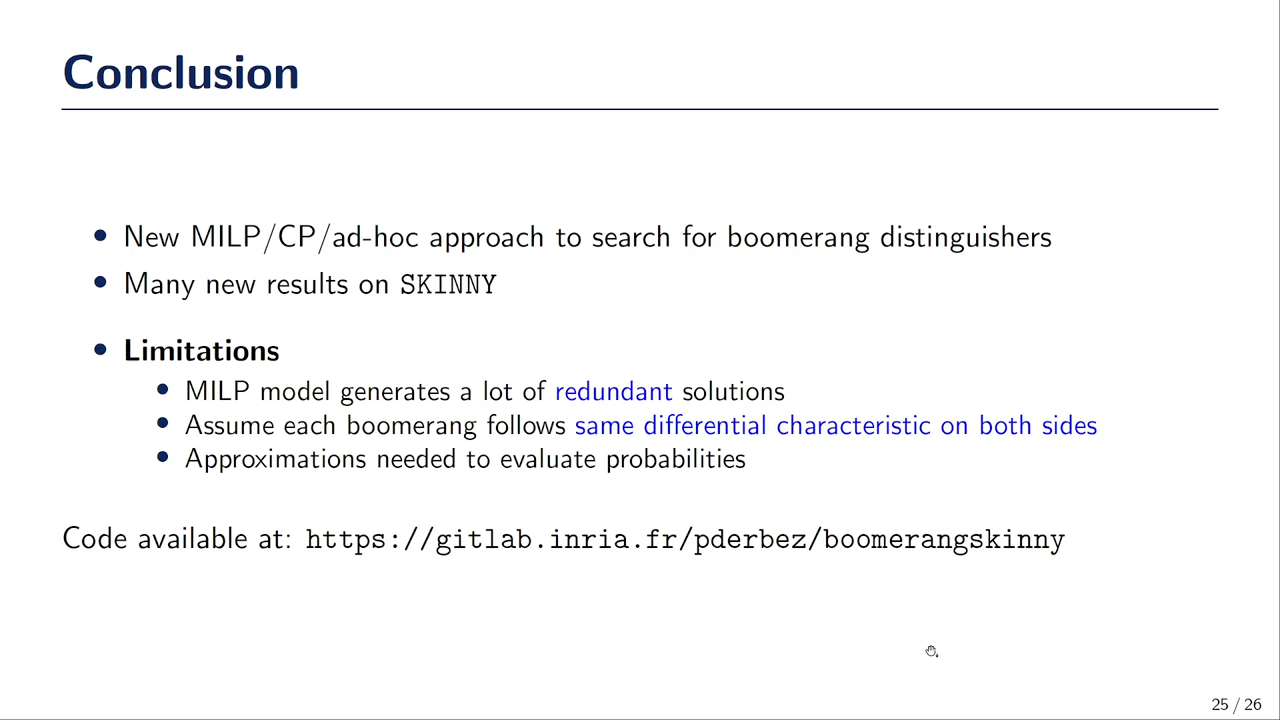 Conclusion
• New MILP/CP/ad-hoc approach to search for boomerang distinguishers
• Many new results on SKINNY
• Limitations
• MILP model generates a lot of redundant solutions
• Assume each boomerang follows same differential characteristic on both sides
• Approximations needed to evaluate probabilities
Code available at: https://gitlab.inria.fr/pderbez/boomerangskinny
25 / 26